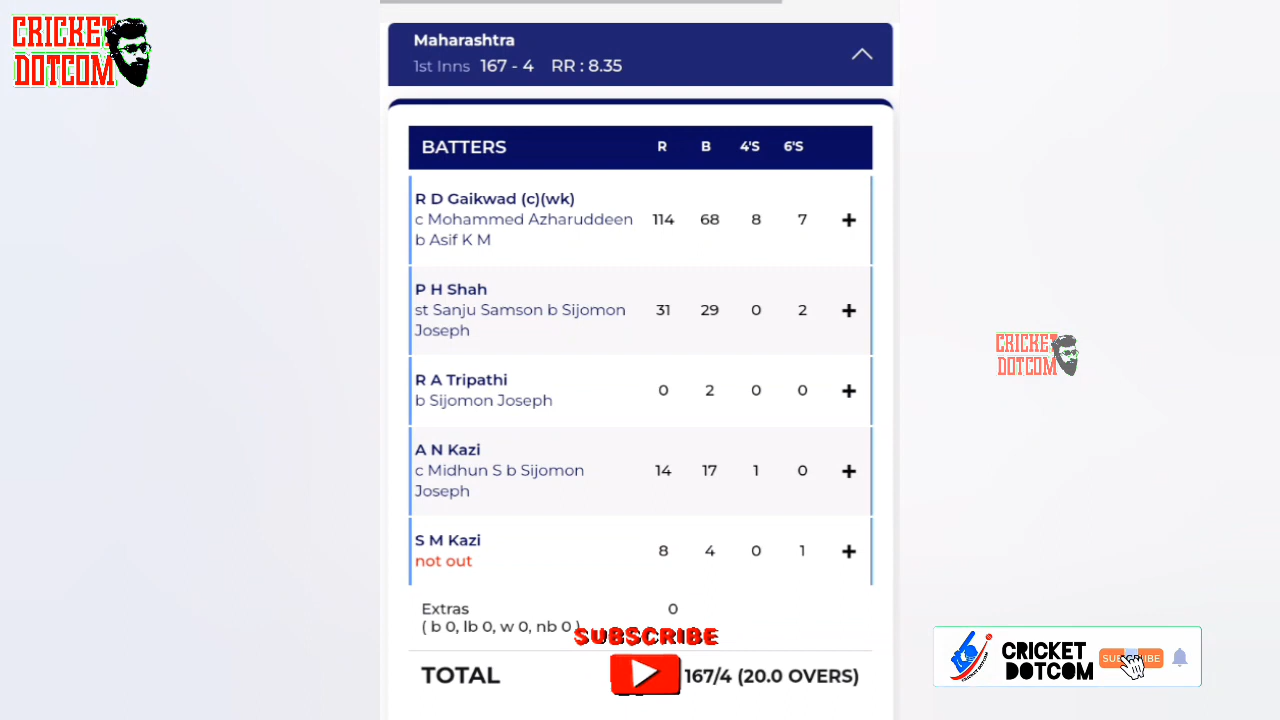 CRICKET
DOTCOM
Maharashtra
1st Inns 167 - 4 RR : 8.35
BATTERS R B 4'S 6'S
R D Gaikwad (c)(wk)
c Mohammed Azharuddeen 114 68 8 7 +
b Asif K M
P H Shah
st Sanju Samson b Sijomon 31 29 0 2 +
Joseph
R A Tripathi
b Sijomon Joseph 0 2 0 0 +
A N Kazi
c Midhun S b Sijomon 14 17 1 0 +
Joseph
S M Kazi
not out 8 4 0 1 +
Extras 0
( b 0, lb 0, w 0, nb 0 )
SUBSCRIBE
TOTAL 167/4 (20.0 OVERS)
CRICKET
DOTCOM
CRICKET
DOTCOM
SUBSCRIBE